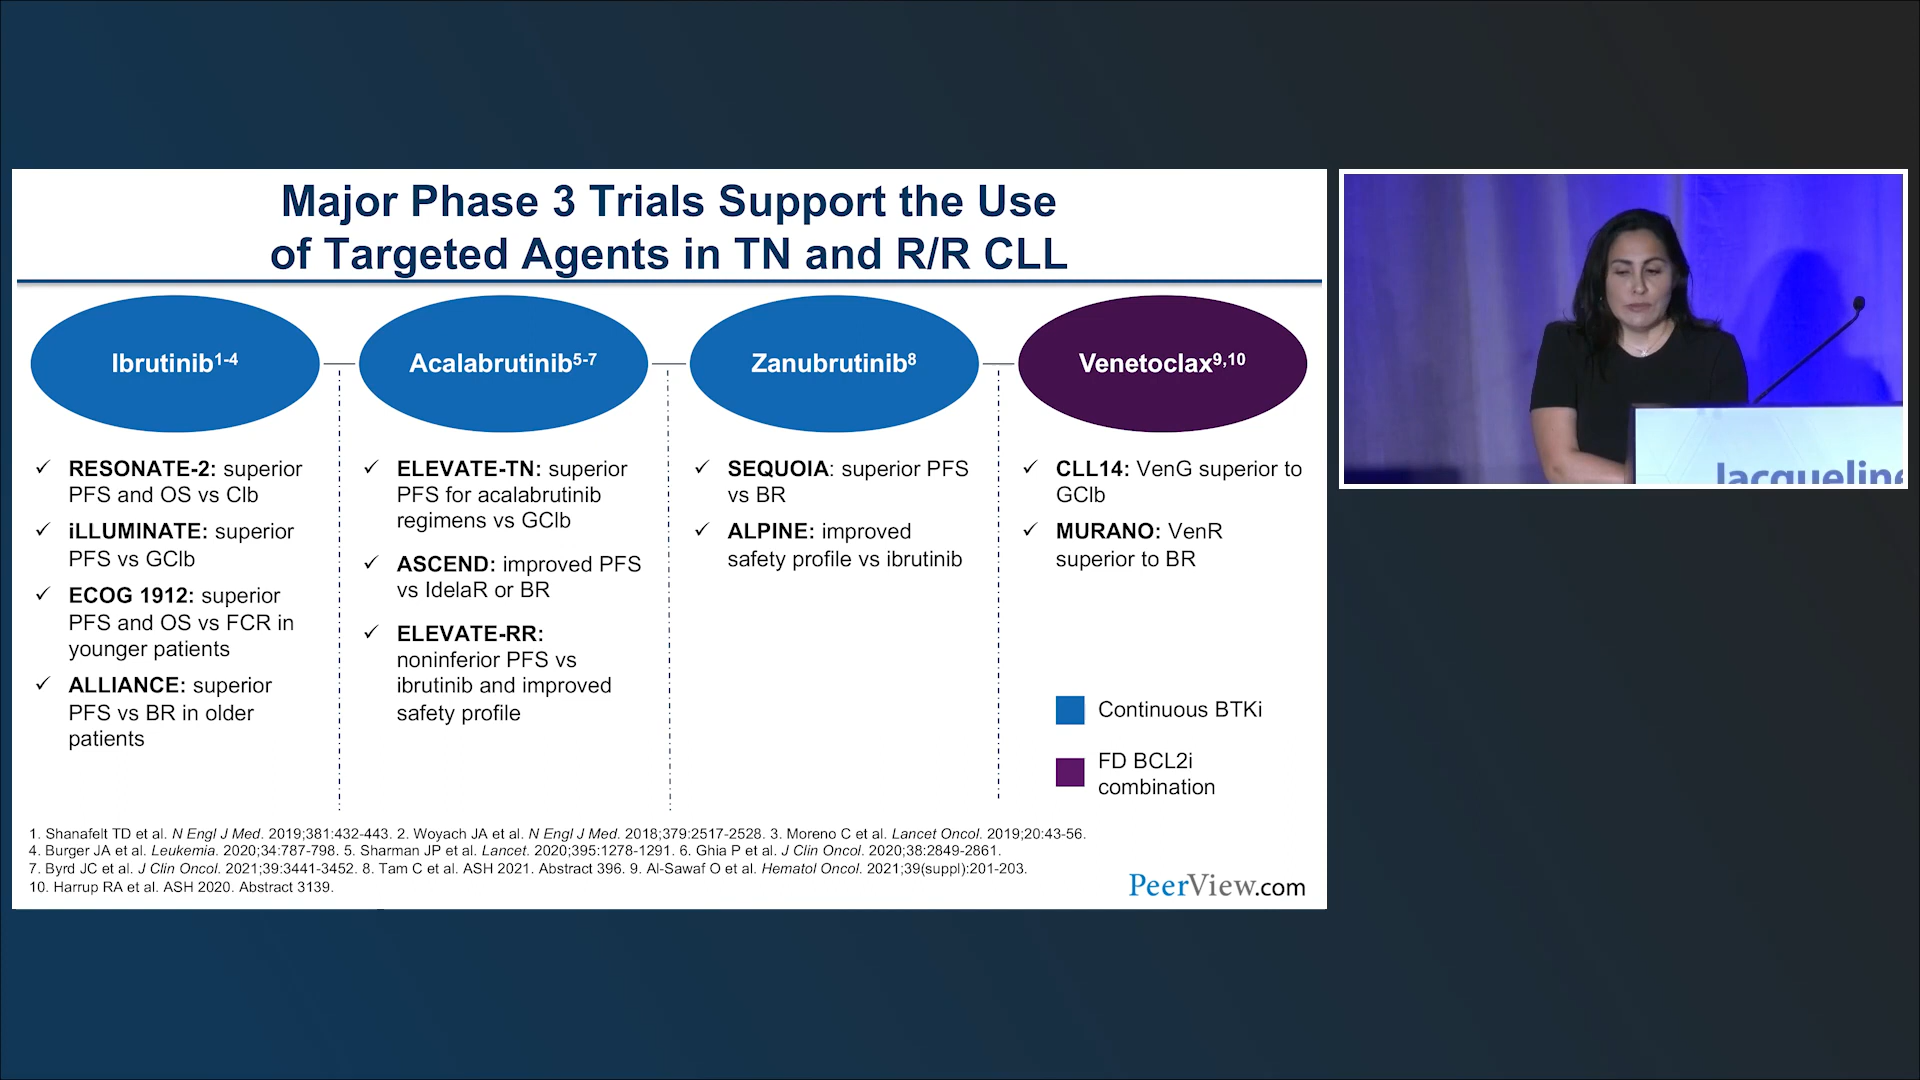 Major Phase 3 Trials Support the Use
of Targeted Agents in TN and R/R CLL
Ibrutinib1-4
Acalabrutinib5-7
Zanubrutinib8
Venetoclax9,10
✓ RESONATE-2: superior
PFS and OS vs Clb
✓ iLLUMINATE: superior
PFS vs GClb
✓ ECOG 1912: superior
PFS and OS vs FCR in
younger patients
✓ ALLIANCE: superior
PFS vs BR in older
patients
✓ ELEVATE-TN: superior
PFS for acalabrutinib
regimens vs GClb
✓ ASCEND: improved PFS
vs IdelaR or BR
✓ ELEVATE-RR:
noninferior PFS vs
ibrutinib and improved
safety profile
✓ SEQUOIA: superior PFS
vs BR
✓ ALPINE: improved
safety profile vs ibrutinib
✓ CLL14: VenG superior to
GClb
✓ MURANO: VenR
superior to BR
Continuous BTKi
FD BCL2i
combination
1. Shanafelt TD et al. N Engl J Med. 2019;381:432-443. 2. Woyach JA et al. N Engl J Med. 2018;379:2517-2528. 3. Moreno C et al. Lancet Oncol. 2019;20:43-56.
4. Burger JA et al. Leukemia. 2020;34:787-798. 5. Sharman JP et al. Lancet. 2020;395:1278-1291. 6. Ghia P et al. J Clin Oncol. 2020;38:2849-2861.
7. Byrd JC et al. J Clin Oncol. 2021;39:3441-3452. 8. Tam C et al. ASH 2021. Abstract 396. 9. Al-Sawaf O et al. Hematol Oncol. 2021;39(suppl):201-203.
10. Harrup RA et al. ASH 2020. Abstract 3139.
PeerView.com
Jacqueline